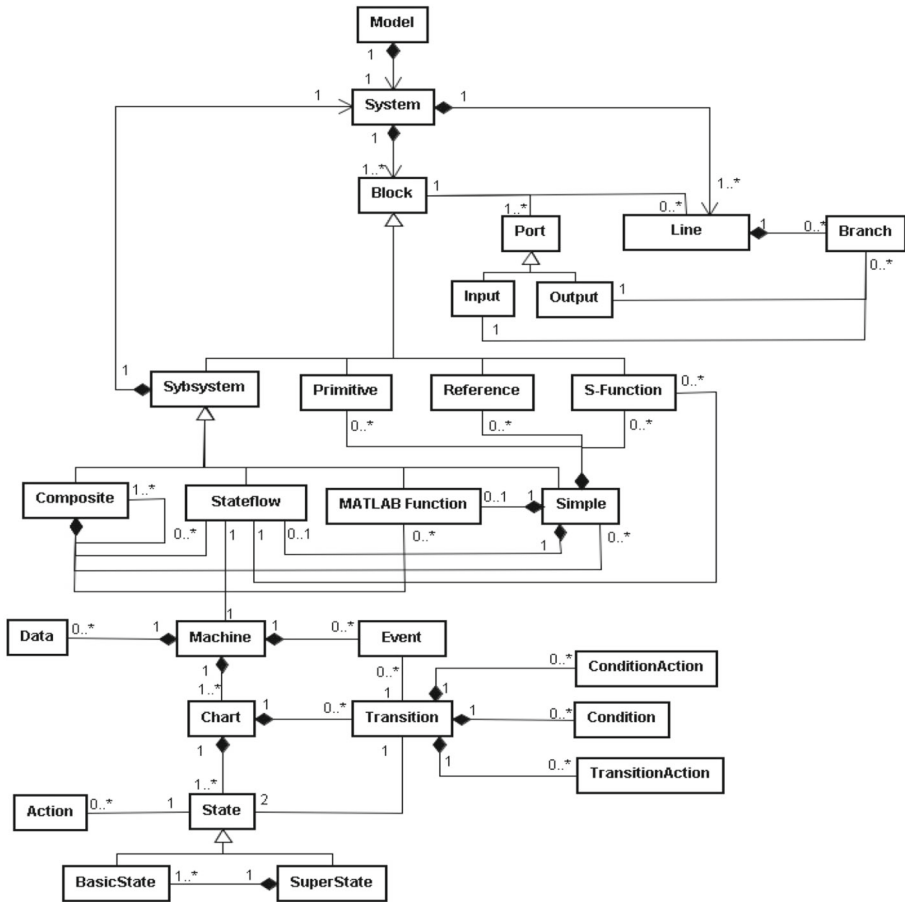 Model
1
1
System
1
1
1
1
1..*
1..*
Block
1
1..*
0..*
Port
Line
1
0..*
Branch
0..*
Input
Output
1
1
1
Sybsystem
Primitive
Reference
S-Function
0..*
0..*
0..*
0..*
Composite
1..*
Stateflow
MATLAB Function
0..1
1
Simple
0..*
1
1
0..1
0..*
1
0..*
1
Data
0..*
1
Machine
1
0..*
Event
1
1..*
0..*
1
ConditionAction
0..*
1
Chart
1
0..*
Transition
1
0..*
Condition
1
1
1
0..*
TransitionAction
1..*
Action
0..*
1
State
2
BasicState
1..*
1
SuperState